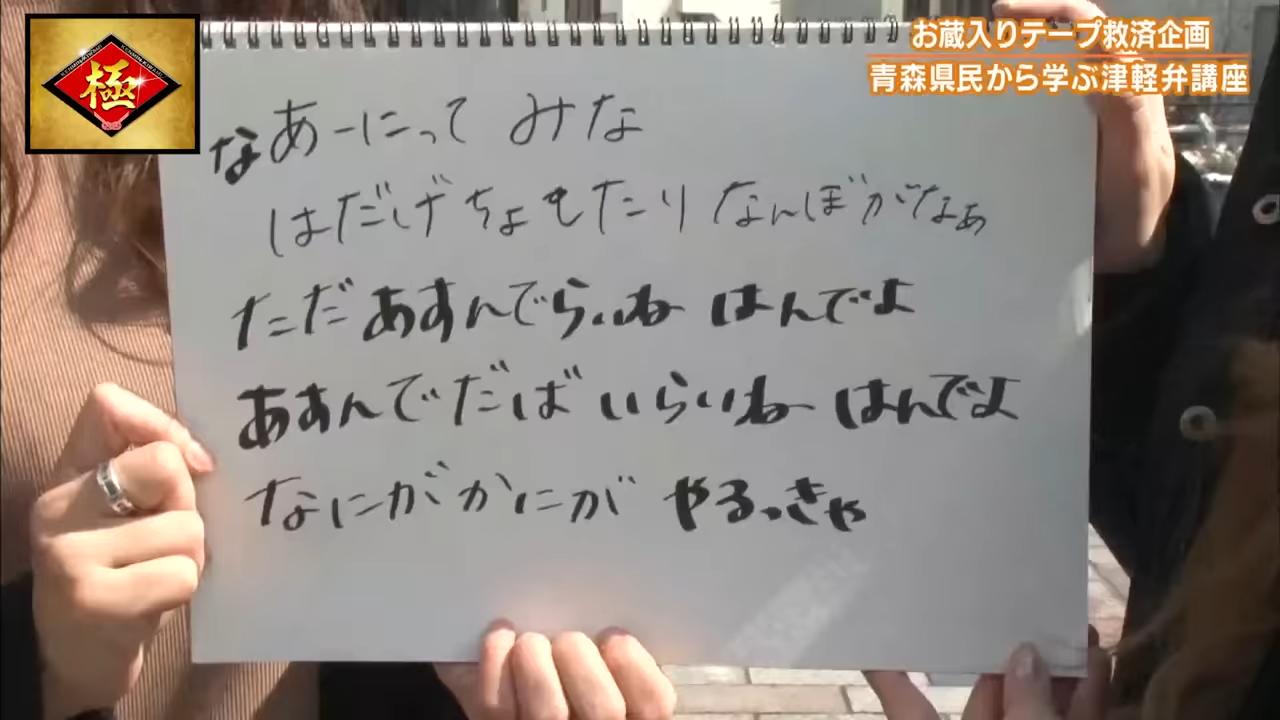 極
お蔵入りテープ救済企画
青森県民から学ぶ津軽弁講座
なあーにって みな
はだげちょもたり なんぼがなぁ
ただあすんでらいねーはんでよ
あすんでだばいらいねーはんでよ
なにがかにがやるっきゃ